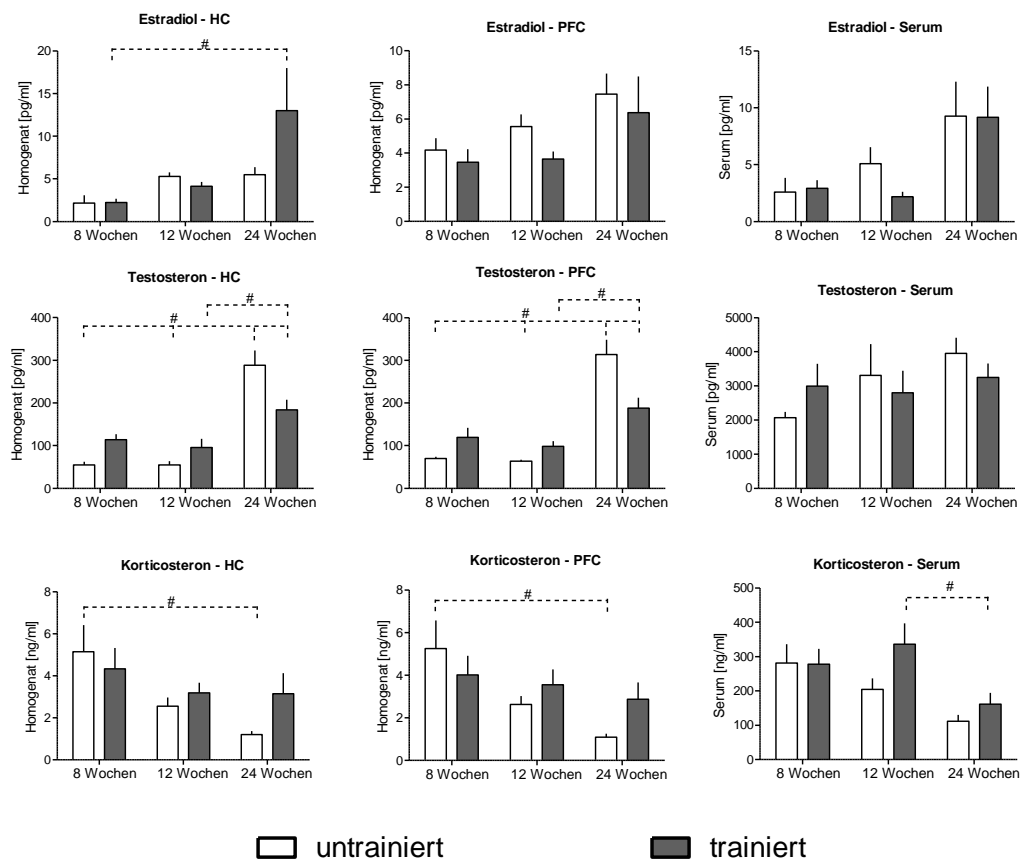 Estradiol - HC
#
20
15
10
5
0
Homogenat [pg/ml]
8 Wochen 12 Wochen 24 Wochen
Estradiol - PFC
10
8
6
4
2
0
Homogenat [pg/ml]
8 Wochen 12 Wochen 24 Wochen
Estradiol - Serum
15
10
5
0
Serum [pg/ml]
8 Wochen 12 Wochen 24 Wochen
Testosteron - HC
#
#
400
300
200
100
0
Homogenat [pg/ml]
8 Wochen 12 Wochen 24 Wochen
Testosteron - PFC
#
#
400
300
200
100
0
Homogenat [pg/ml]
8 Wochen 12 Wochen 24 Wochen
Testosteron - Serum
5000
4000
3000
2000
1000
0
Serum [pg/ml]
8 Wochen 12 Wochen 24 Wochen
Korticosteron - HC
#
8
6
4
2
0
Homogenat [ng/ml]
8 Wochen 12 Wochen 24 Wochen
Korticosteron - PFC
#
8
6
4
2
0
Homogenat [ng/ml]
8 Wochen 12 Wochen 24 Wochen
Korticosteron - Serum
#
500
400
300
200
100
0
Serum [ng/ml]
8 Wochen 12 Wochen 24 Wochen
untrainiert trainiert